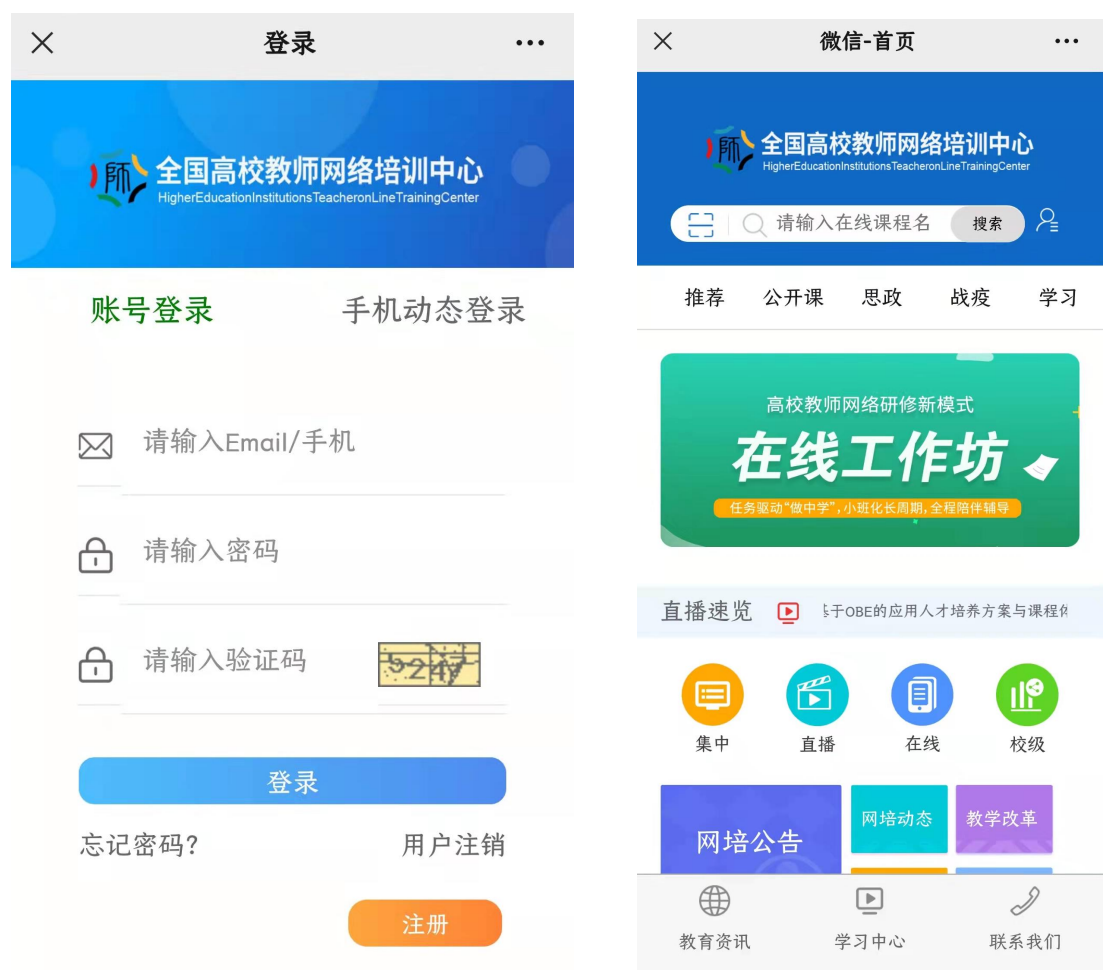 登录
全国高校教师网络培训中心
HigherEducationInstitutionsTeacheronLineTrainingCenter
账号登录
手机动态登录
请输入Email/手机
请输入密码
请输入验证码
5247
登录
忘记密码?
用户注销
注册
微信-首页
全国高校教师网络培训中心
HigherEducationInstitutionsTeacheronLineTrainingCenter
请输入在线课程名
搜索
推荐 公开课 思政 战疫 学习
高校教师网络研修新模式
在线工作坊
任务驱动“做中学”,小班化长周期,全程陪伴辅导
直播速览
于OBE的应用人才培养方案与课程
集中 直播 在线 校级
网培公告
网培动态
教学改革
教育资讯 学习中心 联系我们